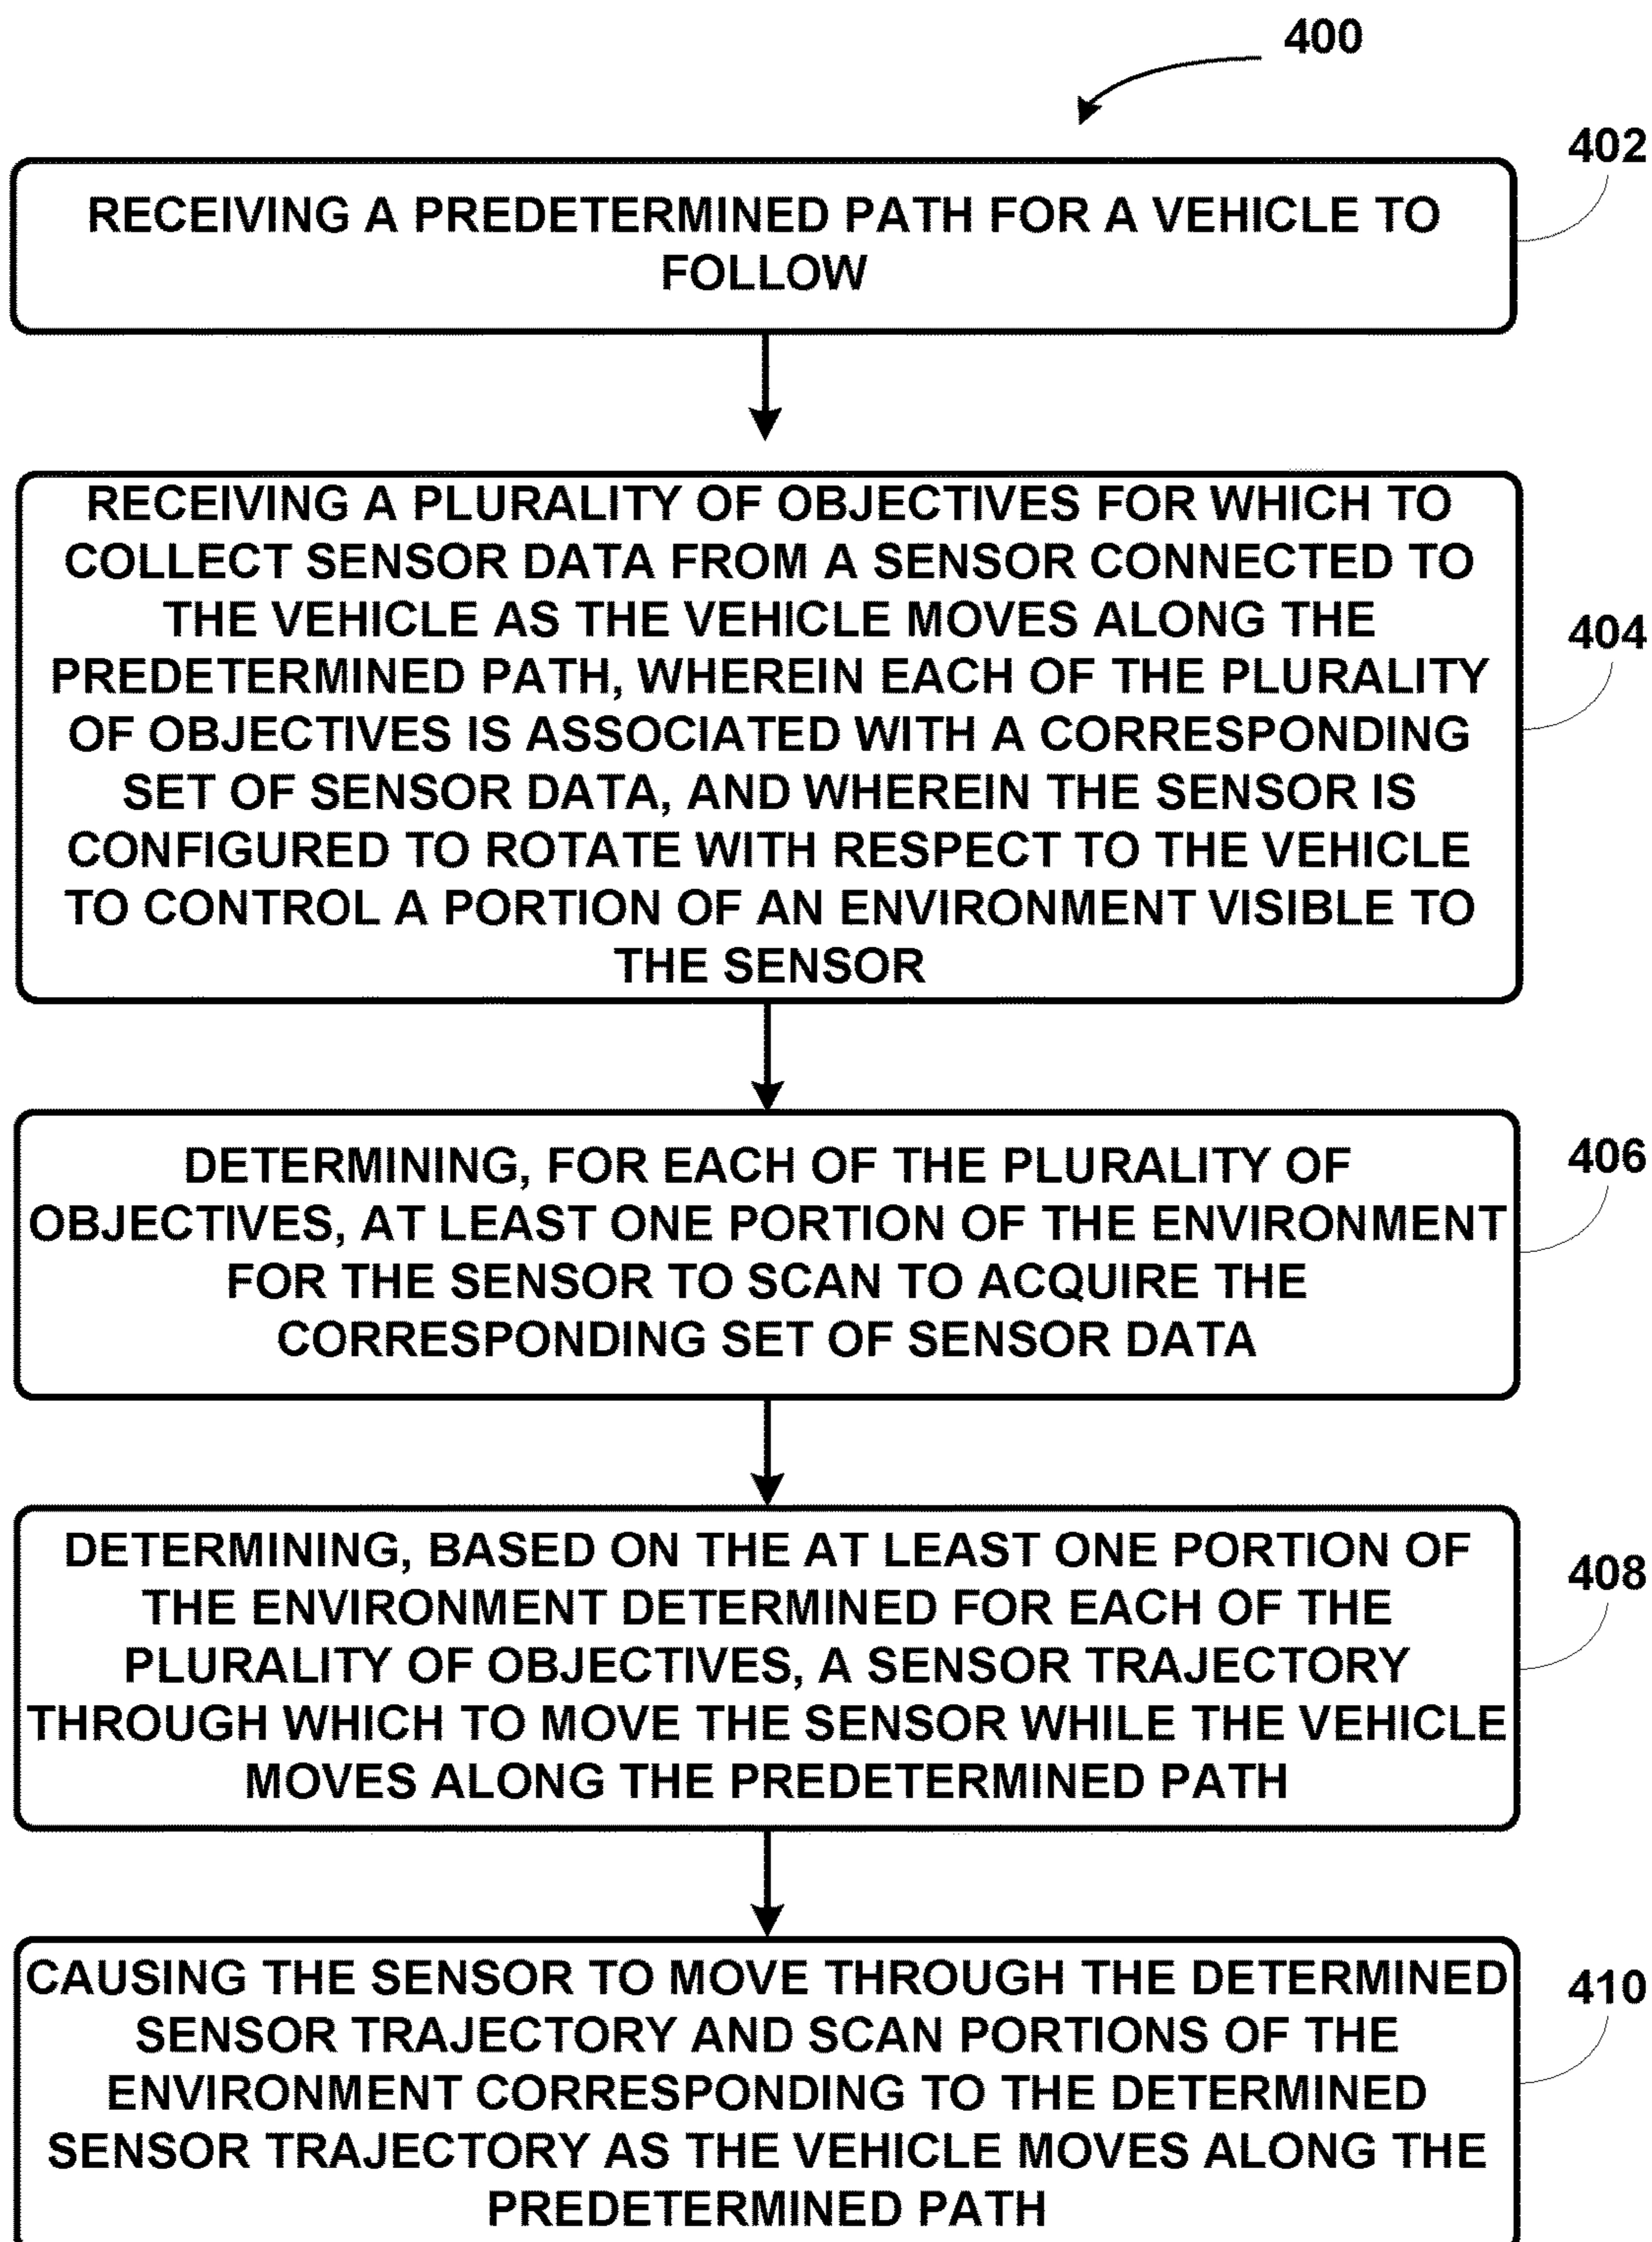 400
402
RECEIVING A PREDETERMINED PATH FOR A VEHICLE TO
FOLLOW
RECEIVING A PLURALITY OF OBJECTIVES FOR WHICH TO
COLLECT SENSOR DATA FROM A SENSOR CONNECTED TO
THE VEHICLE AS THE VEHICLE MOVES ALONG THE
PREDETERMINED PATH, WHEREIN EACH OF THE PLURALITY
OF OBJECTIVES IS ASSOCIATED WITH A CORRESPONDING
SET OF SENSOR DATA, AND WHEREIN THE SENSOR IS
CONFIGURED TO ROTATE WITH RESPECT TO THE VEHICLE
TO CONTROL A PORTION OF AN ENVIRONMENT VISIBLE TO
THE SENSOR
404
DETERMINING, FOR EACH OF THE PLURALITY OF
OBJECTIVES, AT LEAST ONE PORTION OF THE ENVIRONMENT
FOR THE SENSOR TO SCAN TO ACQUIRE THE
CORRESPONDING SET OF SENSOR DATA
406
DETERMINING, BASED ON THE AT LEAST ONE PORTION OF
THE ENVIRONMENT DETERMINED FOR EACH OF THE
PLURALITY OF OBJECTIVES, A SENSOR TRAJECTORY
THROUGH WHICH TO MOVE THE SENSOR WHILE THE VEHICLE
MOVES ALONG THE PREDETERMINED PATH
408
CAUSING THE SENSOR TO MOVE THROUGH THE DETERMINED
SENSOR TRAJECTORY AND SCAN PORTIONS OF THE
ENVIRONMENT CORRESPONDING TO THE DETERMINED
SENSOR TRAJECTORY AS THE VEHICLE MOVES ALONG THE
PREDETERMINED PATH
410